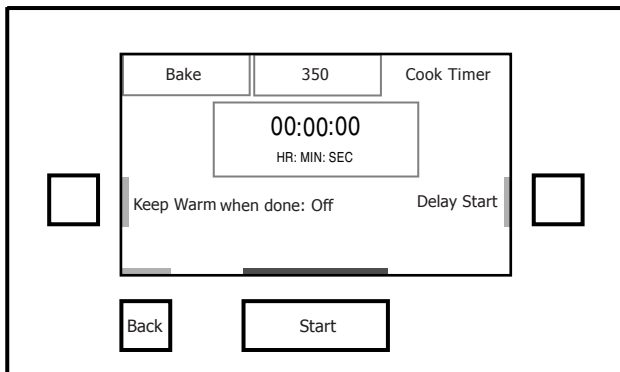 Bake 350 Cook Timer
00:00:00
HR: MIN: SEC
Keep Warm when done: Off Delay Start
Back Start